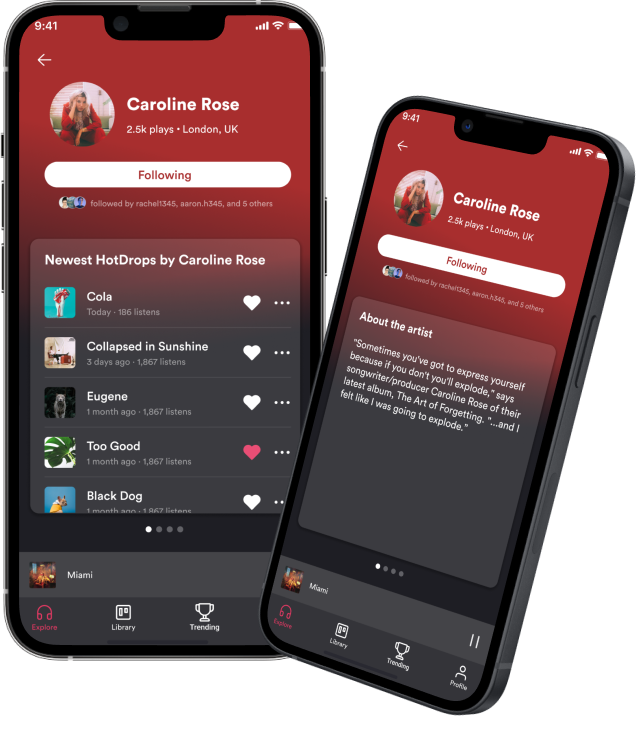 9:41
Caroline Rose
2.5k plays • London, UK
Following
followed by rachel1345, aaron.h345, and 5 others
Newest HotDrops by Caroline Rose
Cola
Today · 186 listens
Collapsed in Sunshine
3 days ago · 1,867 listens
Eugene
1 month ago · 1,867 listens
Too Good
1 month ago · 1,867 listens
Black Dog
1 month ago · 1,867 listens
Miami
Explore
Library
Trending
9:41
Caroline Rose
2.5k plays • London, UK
Following
followed by rachel1345, aaron.h345, and 5 others
About the artist
"Sometimes you've got to express yourself
because if you don't you'll explode," says
songwriter/producer Caroline Rose of their
latest album, The Art of Forgetting. "...and I
felt like I was going to explode."
Miami
Explore
Library
Trending
Profile